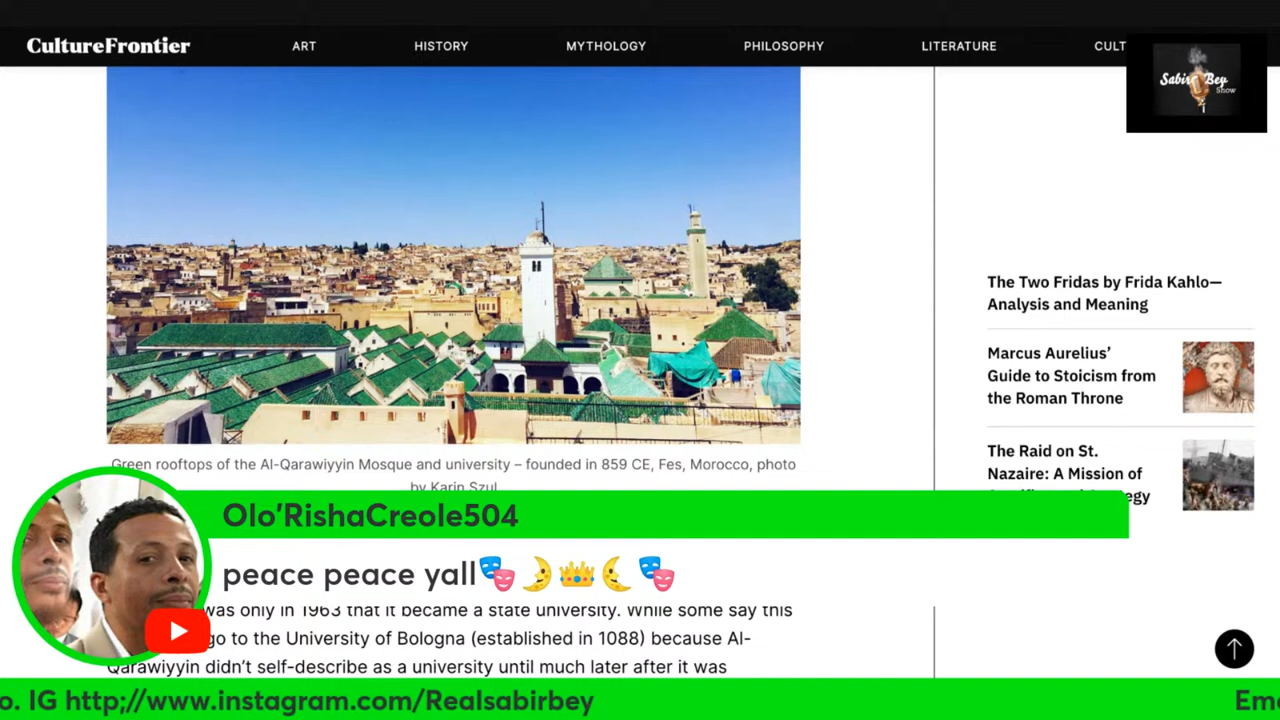 CultureFrontier
ART
HISTORY
MYTHOLOGY
PHILOSOPHY
LITERATURE
CULT
Sabir Bey
Show
The Two Fridas by Frida Kahlo—
Analysis and Meaning
Marcus Aurelius’
Guide to Stoicism from
the Roman Throne
The Raid on St.
Nazaire: A Mission of
Green rooftops of the Al-Qarawiyyin Mosque and university – founded in 859 CE, Fes, Morocco, photo
by Karin Szul
Olo’RishaCreole504
peace peace yall🎭🌛👑🌜🎭
was only in 1963 that it became a state university. While some say this
go to the University of Bologna (established in 1088) because Al-
Qarawiyyin didn’t self-describe as a university until much later after it was
o. IG http;//www.instagram.com/Realsabirbey
Ema